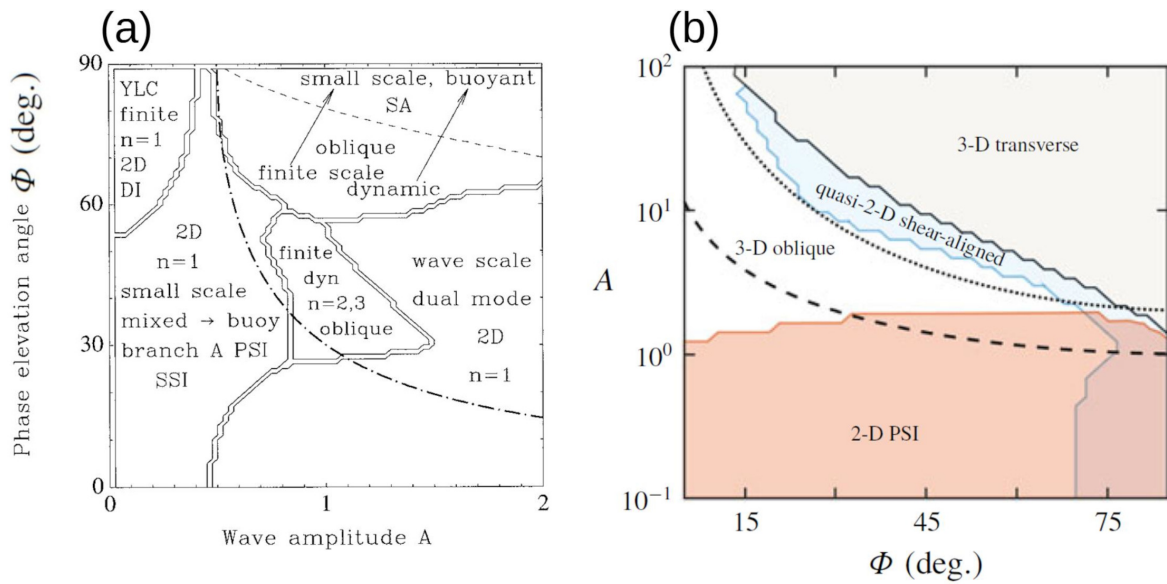 (a)
(b)
Phase elevation angle Φ (deg.)
90
60
30
0
YLC
finite
n=1
2D
DI
small scale, buoyant
SA
oblique
finite scale
dynamic
2D
n=1
small scale
mixed → buoy
branch A PSI
SSI
finite
dyn
n=2,3
oblique
wave scale
dual mode
2D
n=1
0
1
2
Wave amplitude A
A
10²
10¹
10⁰
10⁻¹
3-D transverse
quasi-2-D shear-aligned
3-D oblique
2-D PSI
15
45
75
Φ (deg.)